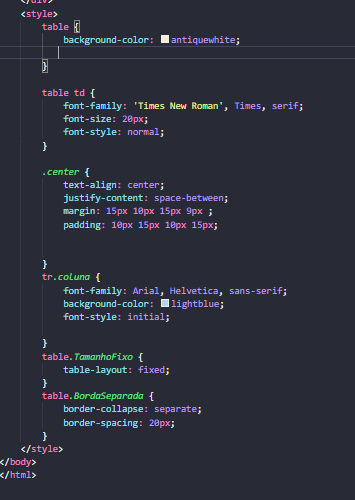 </div>
<style>
table {
background-color: antiquewhite;
}
table td {
font-family: 'Times New Roman', Times, serif;
font-size: 20px;
font-style: normal;
}
.center {
text-align: center;
justify-content: space-between;
margin: 15px 10px 15px 9px ;
padding: 10px 15px 10px 15px;
}
tr.coluna {
font-family: Arial, Helvetica, sans-serif;
background-color: lightblue;
font-style: initial;
}
table.TamanhoFixo {
table-layout: fixed;
}
table.BordaSeparada {
border-collapse: separate;
border-spacing: 20px;
}
</style>
</body>
</html>